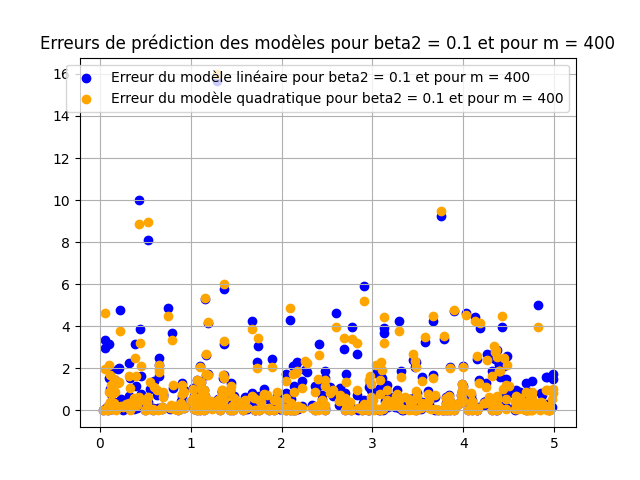 Erreurs de prédiction des modèles pour beta2 = 0.1 et pour m = 400
Erreur du modèle linéaire pour beta2 = 0.1 et pour m = 400
Erreur du modèle quadratique pour beta2 = 0.1 et pour m = 400
16
14
12
10
8
6
4
2
0
0 1 2 3 4 5